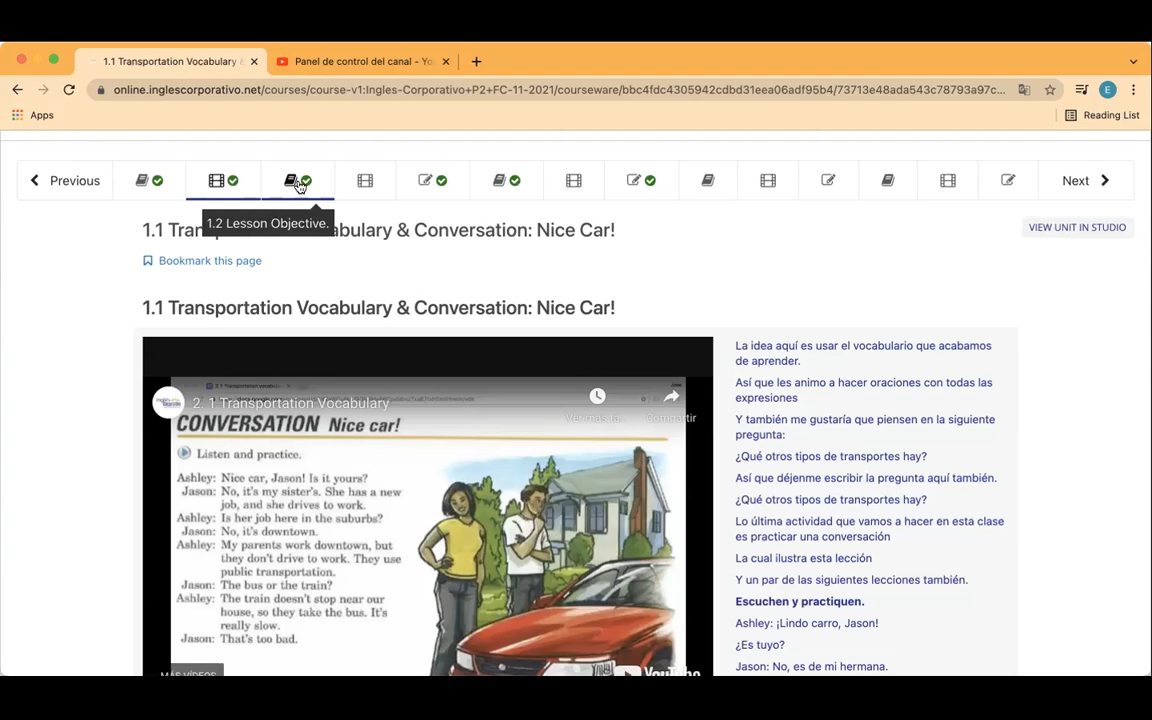 1.1 Transportation Vocabulary &
Panel de control del canal - Yo
online.inglescorporativo.net/courses/course-v1:Ingles-Corporativo+P2+FC-11-2021/courseware/bbc4fdc4305942cdbd31eea06adf95b4/73713e48ada543c78793a97c...
E
Apps
Reading List
Previous
Next
1.2 Lesson Objective.
1.1 Tran abulary & Conversation: Nice Car!
VIEW UNIT IN STUDIO
Bookmark this page
1.1 Transportation Vocabulary & Conversation: Nice Car!
2. 1 Transportation Vocabulary
Ver más ta...
Compartir
CONVERSATION Nice car!
Listen and practice.
Ashley: Nice car, Jason! Is it yours?
Jason: No, it's my sister's. She has a new
job, and she drives to work.
Ashley: Is her job here in the suburbs?
Jason: No, it's downtown.
Ashley: My parents work downtown, but
they don't drive to work. They use
public transportation.
Jason: The bus or the train?
Ashley: The train doesn't stop near our
house, so they take the bus. It's
really slow.
Jason: That's too bad.
MÁS VÍDEOS
YouTube
La idea aquí es usar el vocabulario que acabamos
de aprender.
Así que les animo a hacer oraciones con todas las
expresiones
Y también me gustaría que piensen en la siguiente
pregunta:
¿Qué otros tipos de transportes hay?
Así que déjenme escribir la pregunta aquí también.
¿Qué otros tipos de transportes hay?
Lo última actividad que vamos a hacer en esta clase
es practicar una conversación
La cual ilustra esta lección
Y un par de las siguientes lecciones también.
Escuchen y practiquen.
Ashley: ¡Lindo carro, Jason!
¿Es tuyo?
Jason: No, es de mi hermana.